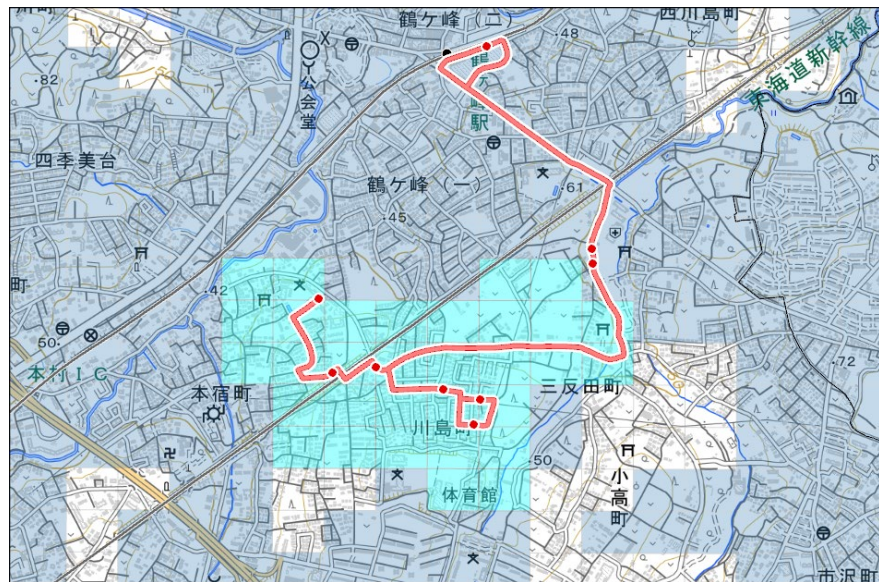 鶴ケ峰(二)
西川島町
48
東海道新幹線
82
X
公会堂
鶴ケ峰駅
四季美台
鶴ケ峰(一)
61
45
町
42
50
72
本村IC
本宿町
三反田町
川島町
50
体育館
小高町
市沢町